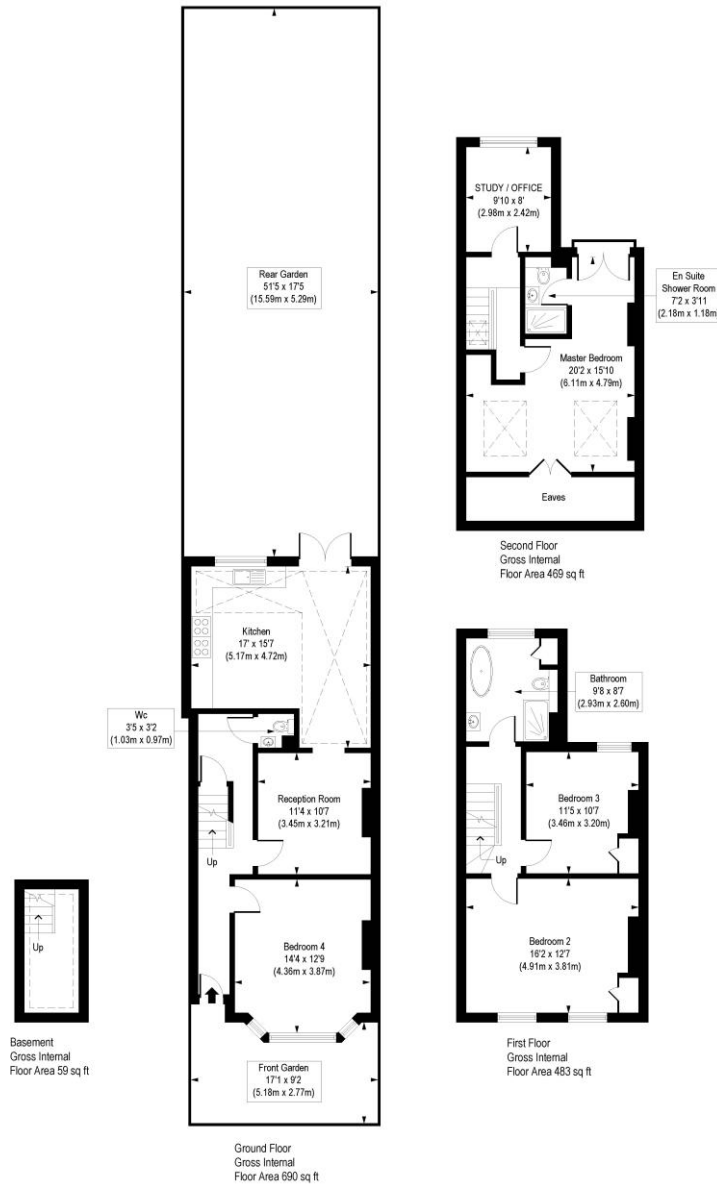 Rear Garden
51'5 x 17'5
(15.59m x 5.29m)
Kitchen
17' x 15'7
(5.17m x 4.72m)
Wc
3'5 x 3'2
(1.03m x 0.97m)
Reception Room
11'4 x 10'7
(3.45m x 3.21m)
Up
Bedroom 4
14'4 x 12'9
(4.36m x 3.87m)
Front Garden
17'1 x 9'2
(5.18m x 2.77m)
Ground Floor
Gross Internal
Floor Area 690 sq ft
Up
Basement
Gross Internal
Floor Area 59 sq ft
STUDY / OFFICE
9'10 x 8'
(2.98m x 2.42m)
En Suite
Shower Room
7'2 x 3'11
(2.18m x 1.18m)
Master Bedroom
20'2 x 15'10
(6.11m x 4.79m)
Eaves
Second Floor
Gross Internal
Floor Area 469 sq ft
Bathroom
9'8 x 8'7
(2.93m x 2.60m)
Bedroom 3
11'5 x 10'7
(3.46m x 3.20m)
Up
Bedroom 2
16'2 x 12'7
(4.91m x 3.81m)
First Floor
Gross Internal
Floor Area 483 sq ft